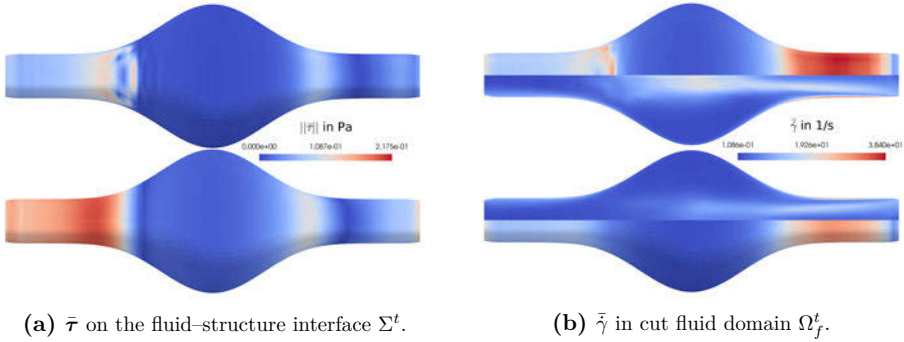 ||τ̄|| in Pa
0.000e+00 1.087e-01 2.175e-01
γ̄̇ in 1/s
1.086e-01 1.926e+01 3.840e+01
(a) τ̄ on the fluid–structure interface Σᵗ.
(b) γ̄̇ in cut fluid domain Ω_f^t.